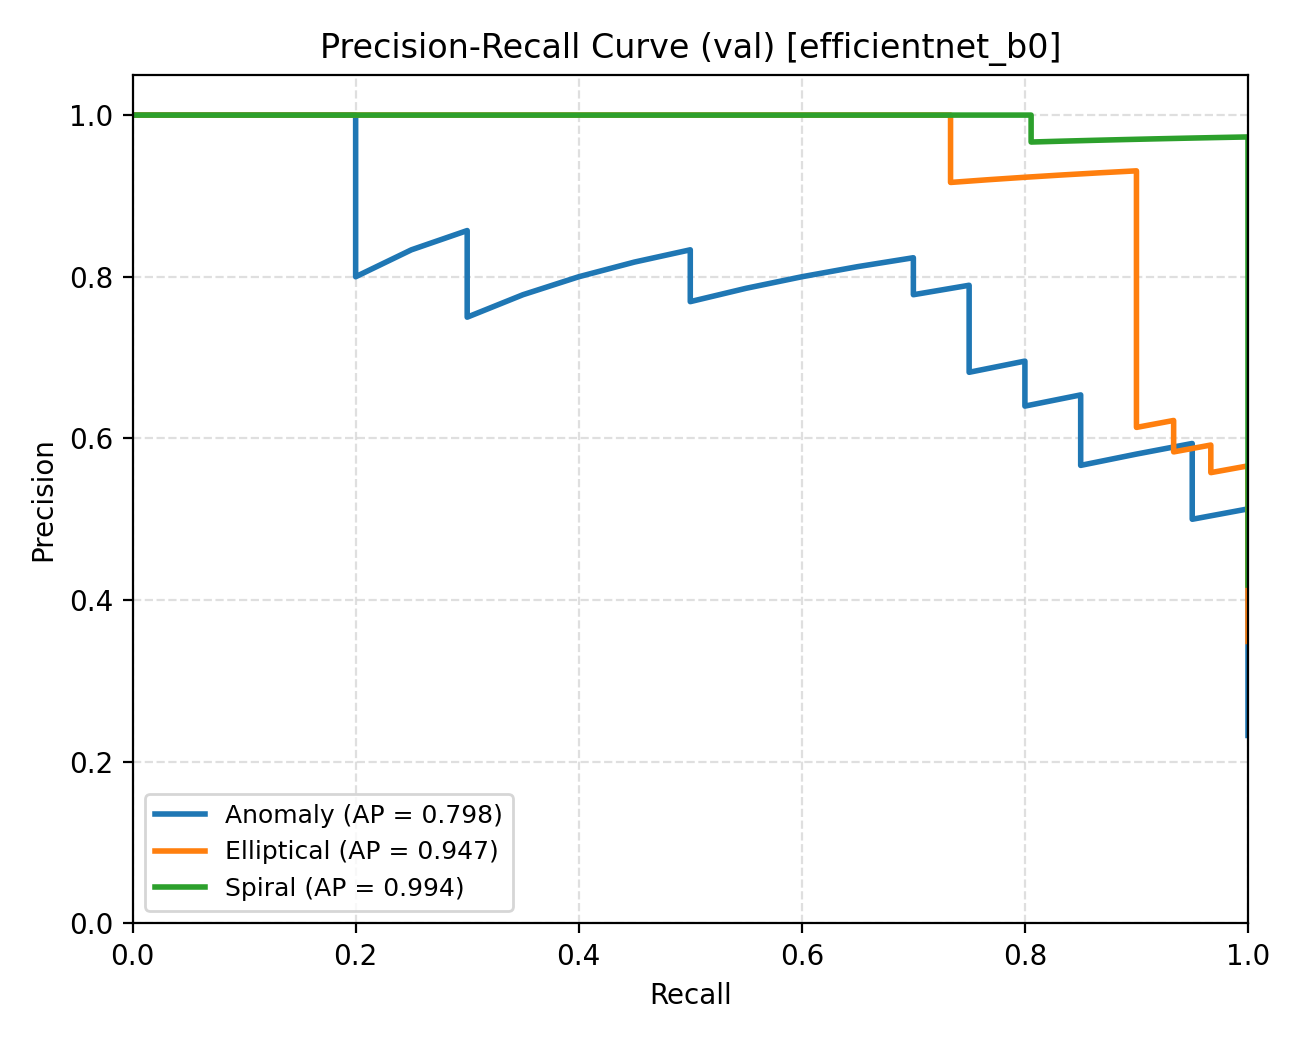 Precision-Recall Curve (val) [efficientnet_b0]
1.0
0.8
0.6
0.4
0.2
0.0
Precision
Anomaly (AP = 0.798)
Elliptical (AP = 0.947)
Spiral (AP = 0.994)
0.0 0.2 0.4 0.6 0.8 1.0
Recall